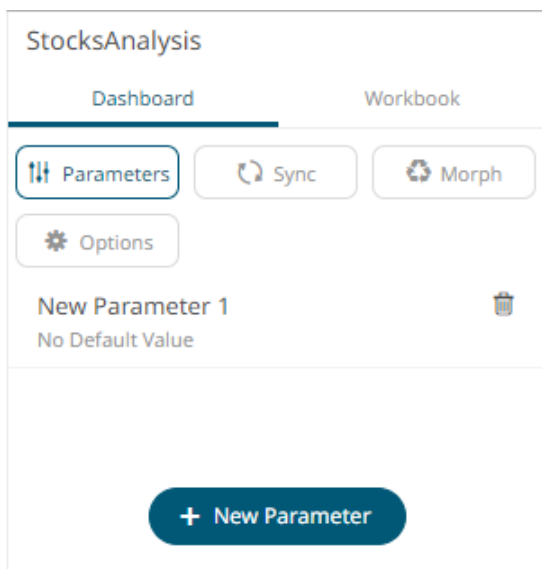 StocksAnalysis
Dashboard Workbook
Parameters Sync Morph
Options
New Parameter 1
No Default Value
+ New Parameter